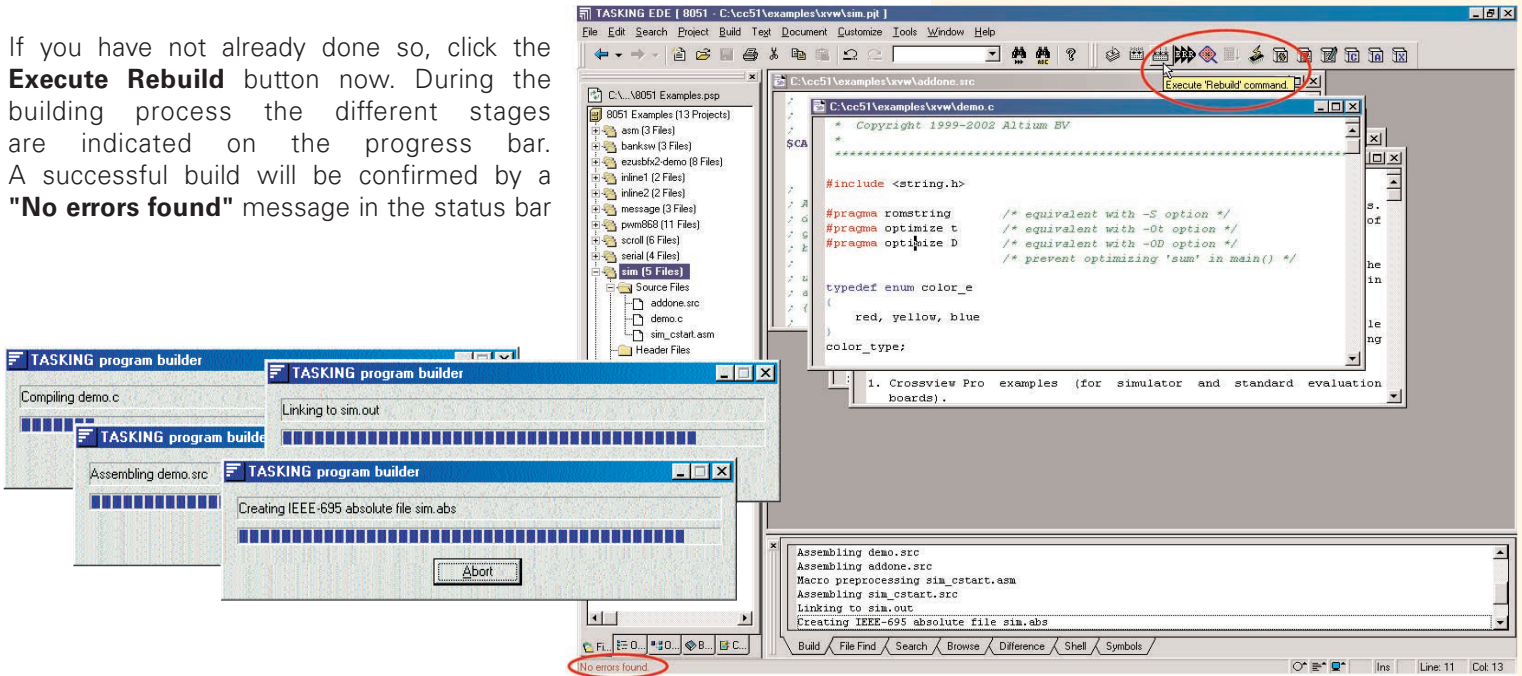 If you have not already done so, click the
Execute Rebuild button now. During the
building process the different stages
are indicated on the progress bar.
A successful build will be confirmed by a
"No errors found" message in the status bar
TASKING EDE [ 8051 - C:\cc51\examples\xvw\sim.pjt ]
File Edit Search Project Build Text Document Customize Tools Window Help
Execute 'Rebuild' command.
C:\...\8051 Examples.psp
8051 Examples (13 Projects)
asm (3 Files)
banksw (3 Files)
ezusbfx2-demo (8 Files)
inline1 (2 Files)
inline2 (2 Files)
message (3 Files)
pwm868 (11 Files)
scroll (6 Files)
serial (4 Files)
sim (5 Files)
Source Files
addone.src
demo.c
sim_cstart.asm
Header Files
C:\cc51\examples\xvw\addone.src
$CA
C:\cc51\examples\xvw\demo.c
* Copyright 1999-2002 Altium BV
*
#include <string.h>
#pragma romstring /* equivalent with -S option */
#pragma optimize t /* equivalent with -Ot option */
#pragma optimize D /* equivalent with -OD option */
/* prevent optimizing 'sum' in main() */
typedef enum color_e
{
red, yellow, blue
}
color_type;
s.
of
he
in
le
ng
1. Crossview Pro examples (for simulator and standard evaluation
boards).
TASKING program builder
Compiling demo.c
TASKING program builde
Assembling demo.src
TASKING program builder
Linking to sim.out
TASKING program builder
Creating IEEE-695 absolute file sim.abs
Abort
Assembling demo.src
Assembling addone.src
Macro preprocessing sim_cstart.asm
Assembling sim_cstart.src
Linking to sim.out
Creating IEEE-695 absolute file sim.abs
Fi... O... O... B... C...
Build File Find Search Browse Difference Shell Symbols
No errors found.
Ins Line: 11 Col: 13